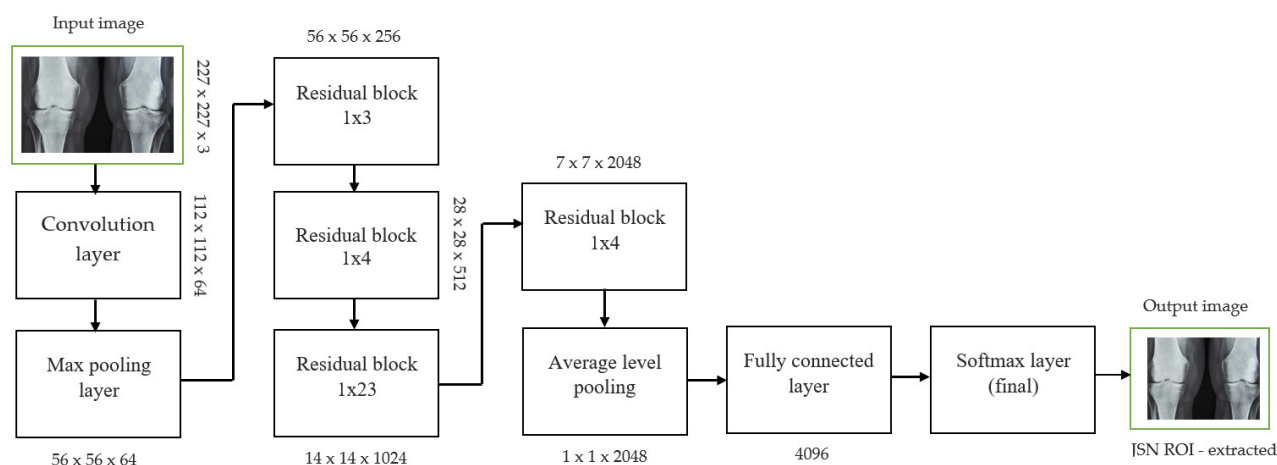 Input image
227 x 227 x 3
Convolution
layer
112 x 112 x 64
Max pooling
layer
56 x 56 x 64
56 x 56 x 256
Residual block
1x3
Residual block
1x4
28 x 28 x 512
Residual block
1x23
14 x 14 x 1024
7 x 7 x 2048
Residual block
1x4
Average level
pooling
1 x 1 x 2048
Fully connected
layer
4096
Softmax layer
(final)
Output image
JSN ROI - extracted